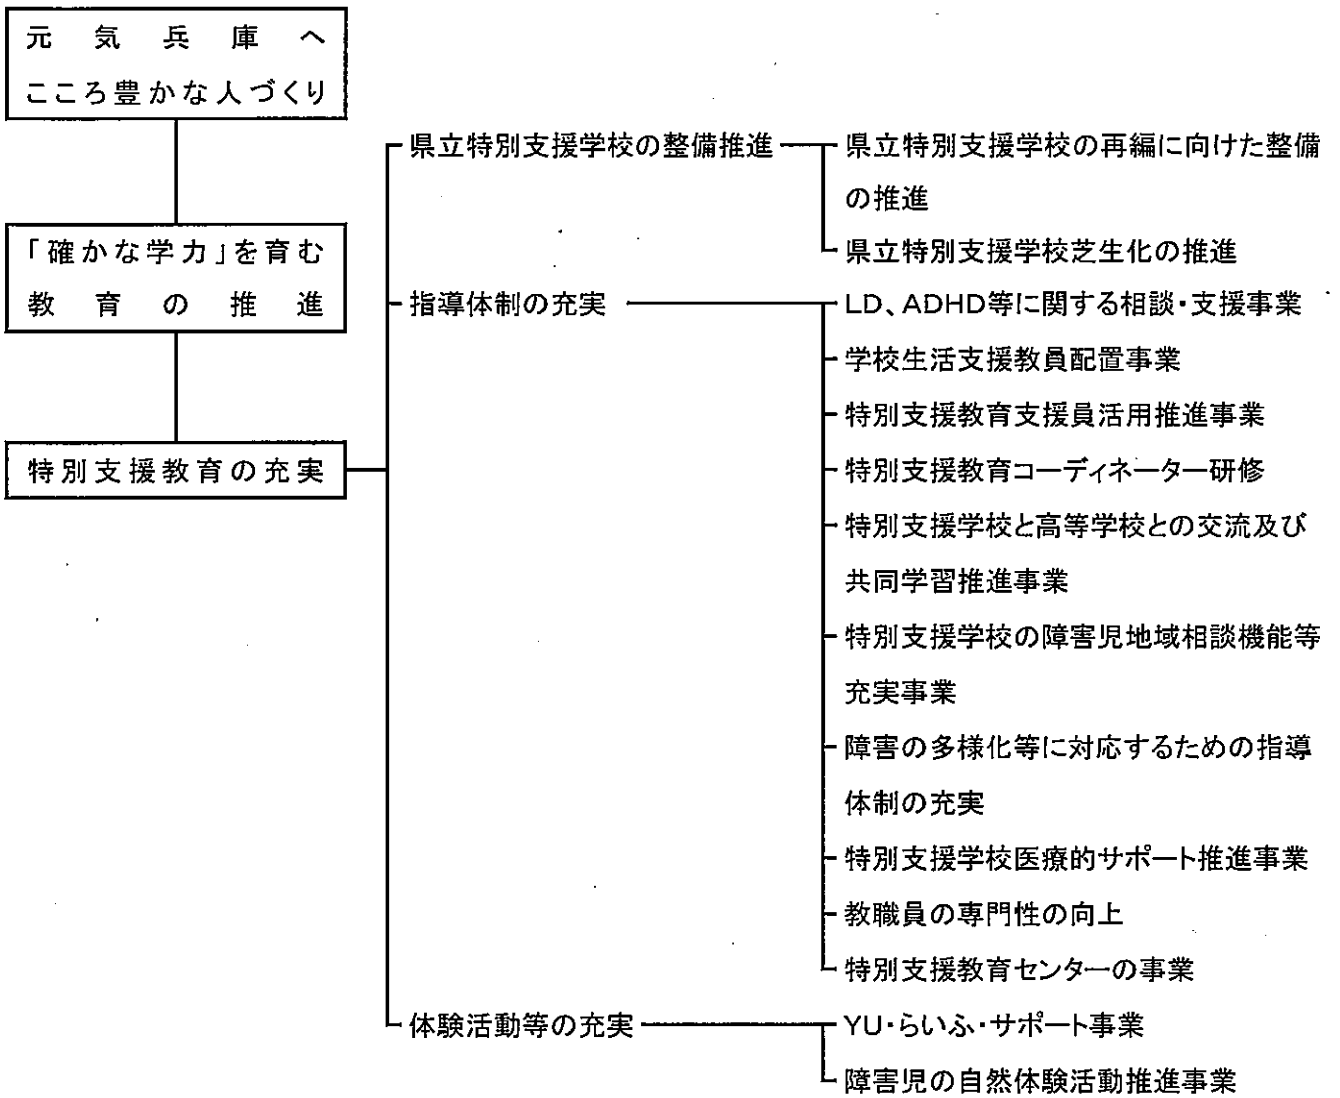 元気兵庫へ
こころ豊かな人づくり
「確かな学力」を育む
教育の推進
特別支援教育の充実
県立特別支援学校の整備推進
県立特別支援学校の再編に向けた整備
の推進
県立特別支援学校芝生化の推進
指導体制の充実
LD、ADHD等に関する相談・支援事業
学校生活支援教員配置事業
特別支援教育支援員活用推進事業
特別支援教育コーディネーター研修
特別支援学校と高等学校との交流及び
共同学習推進事業
特別支援学校の障害児地域相談機能等
充実事業
障害の多様化等に対応するための指導
体制の充実
特別支援学校医療的サポート推進事業
教職員の専門性の向上
特別支援教育センターの事業
体験活動等の充実
YU・らいふ・サポート事業
障害児の自然体験活動推進事業